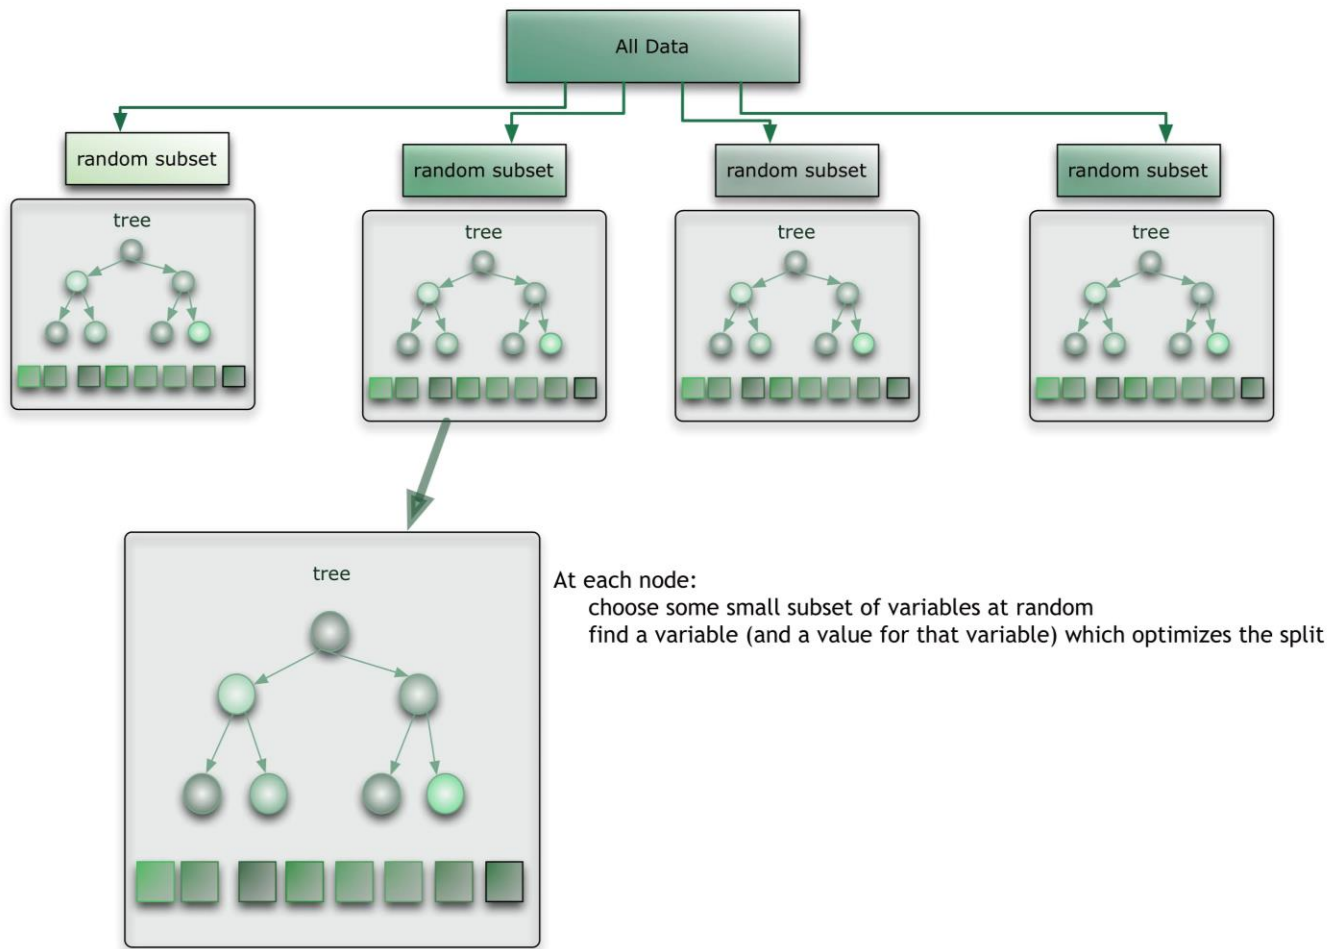 All Data
random subset
random subset
random subset
random subset
tree
tree
tree
tree
tree
At each node:
choose some small subset of variables at random
find a variable (and a value for that variable) which optimizes the split